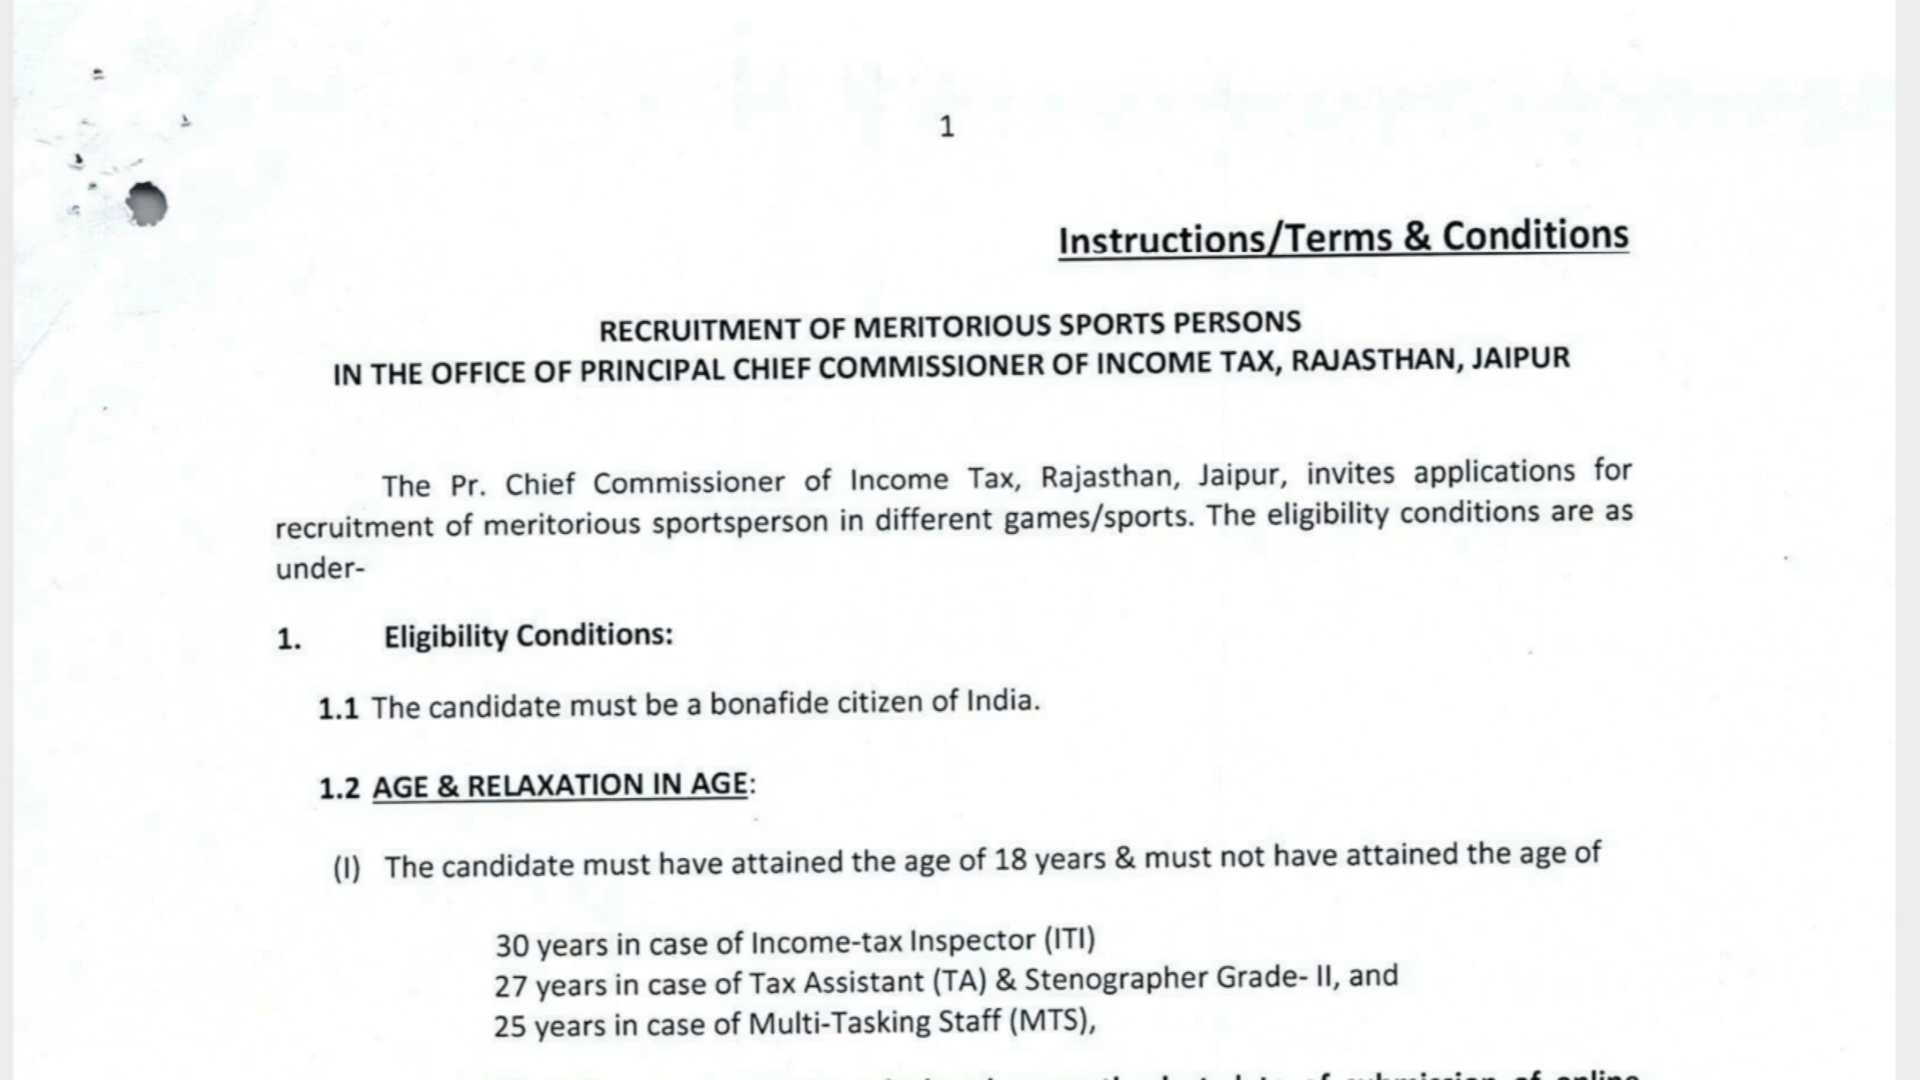 1
Instructions/Terms & Conditions
RECRUITMENT OF MERITORIOUS SPORTS PERSONS
IN THE OFFICE OF PRINCIPAL CHIEF COMMISSIONER OF INCOME TAX, RAJASTHAN, JAIPUR
The Pr. Chief Commissioner of Income Tax, Rajasthan, Jaipur, invites applications for
recruitment of meritorious sportsperson in different games/sports. The eligibility conditions are as
under-
1. Eligibility Conditions:
1.1 The candidate must be a bonafide citizen of India.
1.2 AGE & RELAXATION IN AGE:
(I) The candidate must have attained the age of 18 years & must not have attained the age of
30 years in case of Income-tax Inspector (ITI)
27 years in case of Tax Assistant (TA) & Stenographer Grade- II, and
25 years in case of Multi-Tasking Staff (MTS),
of submission of online